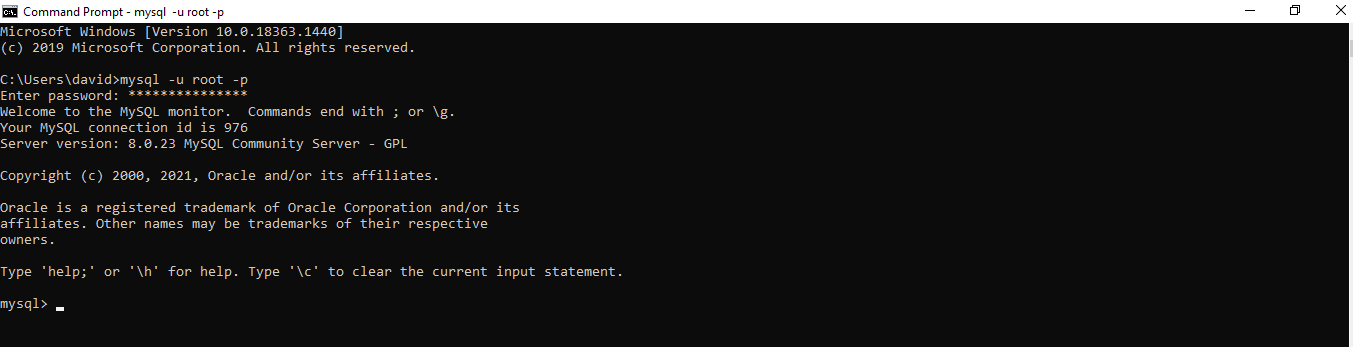 Command Prompt - mysql  -u root -p
Microsoft Windows [Version 10.0.18363.1440]
(c) 2019 Microsoft Corporation. All rights reserved.
C:\Users\david>mysql -u root -p
Enter password: ***************
Welcome to the MySQL monitor.  Commands end with ; or \g.
Your MySQL connection id is 976
Server version: 8.0.23 MySQL Community Server - GPL
Copyright (c) 2000, 2021, Oracle and/or its affiliates.
Oracle is a registered trademark of Oracle Corporation and/or its
affiliates. Other names may be trademarks of their respective
owners.
Type 'help;' or '\h' for help. Type '\c' to clear the current input statement.
mysql>